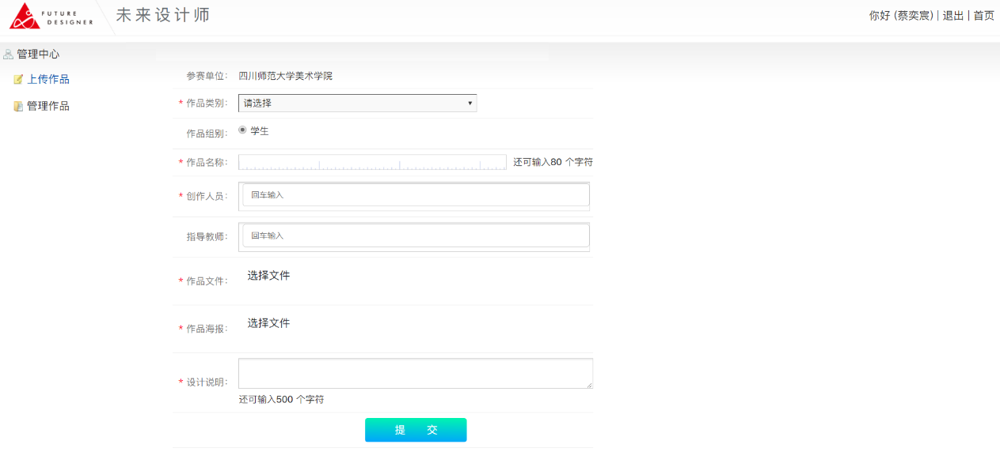 FUTURE
DESIGNER
未来设计师
你好 (蔡奕宸) | 退出 | 首页
管理中心
上传作品
管理作品
参赛单位： 四川师范大学美术学院
* 作品类别： 请选择
作品组别： 学生
* 作品名称： 还可输入80 个字符
* 创作人员： 回车输入
指导教师： 回车输入
* 作品文件： 选择文件
* 作品海报： 选择文件
* 设计说明：
还可输入500 个字符
提 交